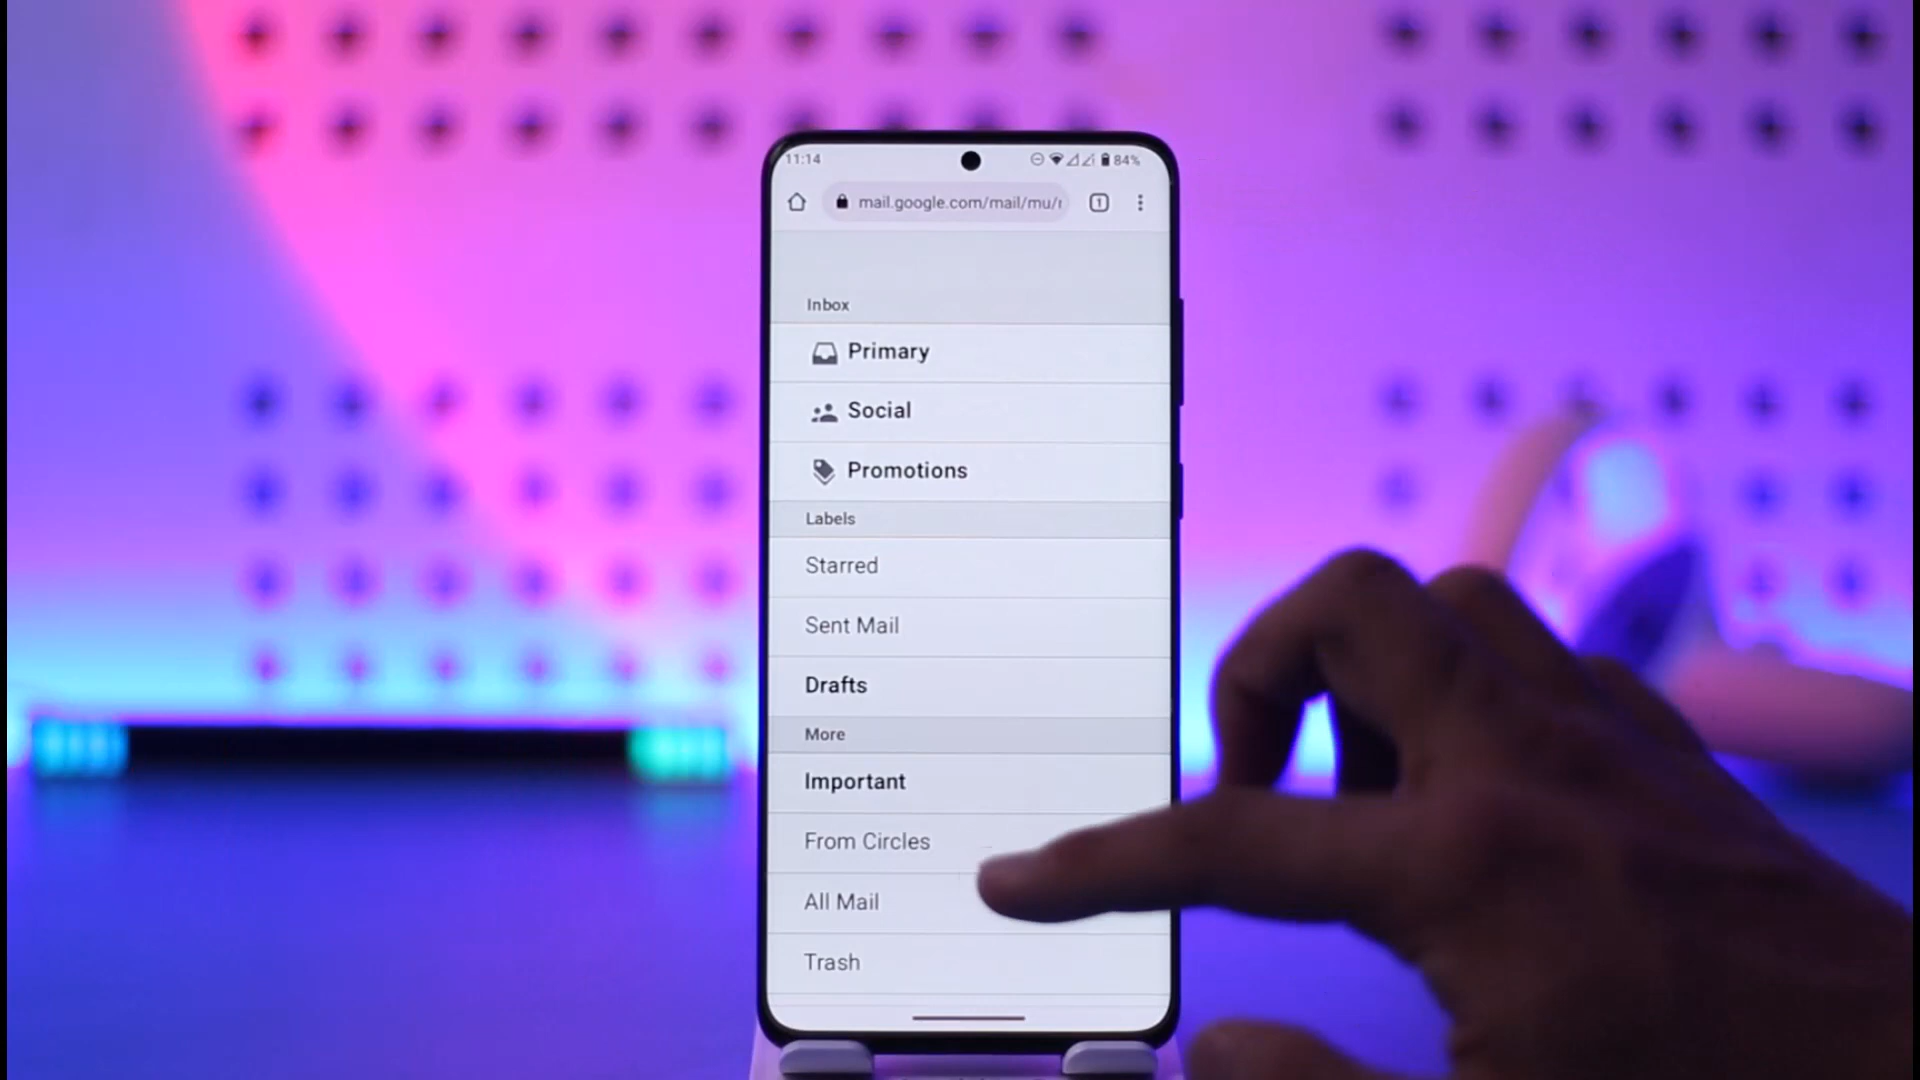 11:14
84%
mail.google.com/mail/mu/
1
Inbox
Primary
Social
Promotions
Labels
Starred
Sent Mail
Drafts
More
Important
From Circles
All Mail
Trash